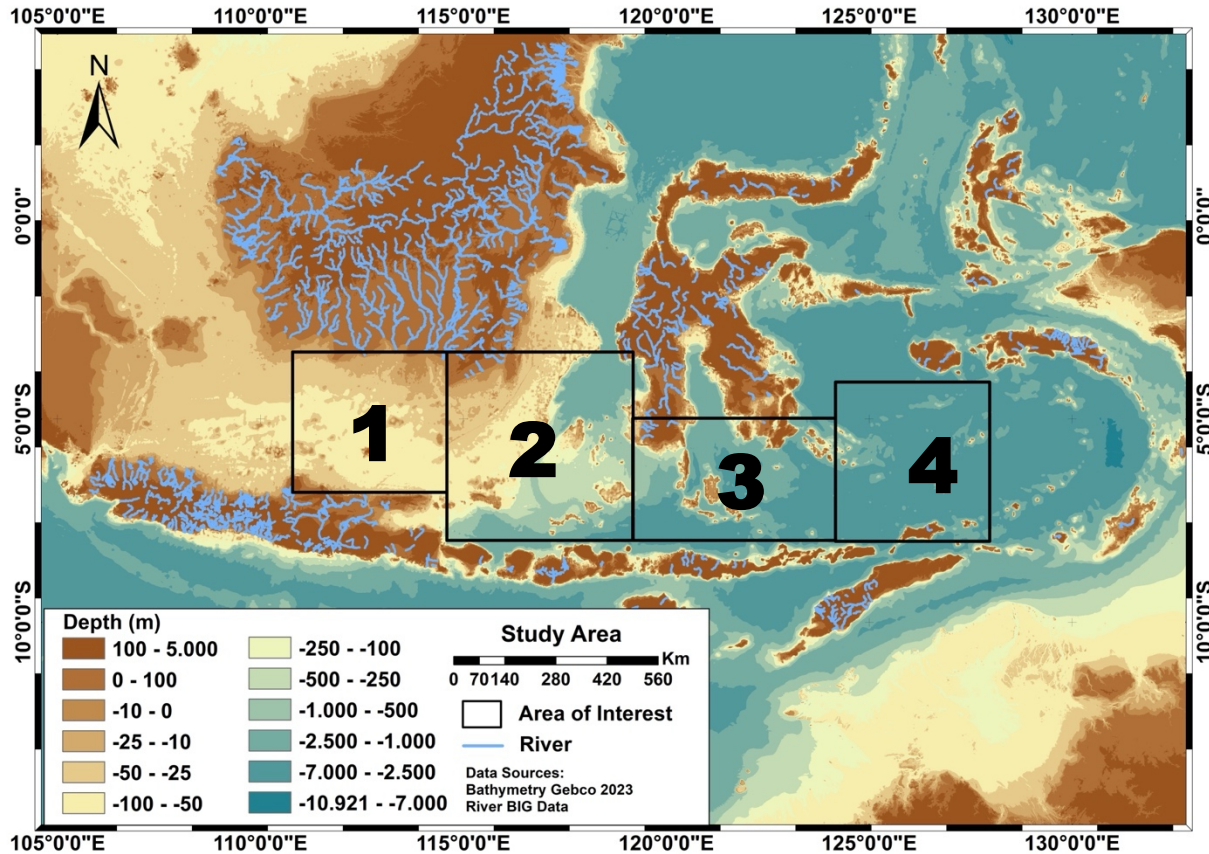 105°0'0"E 110°0'0"E 115°0'0"E 120°0'0"E 125°0'0"E 130°0'0"E
N
0°0'0" 0°0'0"
5°0'0"S 5°0'0"S
10°0'0"S 10°0'0"S
1
2
3
4
Depth (m)
100 - 5.000
0 - 100
-10 - 0
-25 - -10
-50 - -25
-100 - -50
-250 - -100
-500 - -250
-1.000 - -500
-2.500 - -1.000
-7.000 - -2.500
-10.921 - -7.000
Study Area
Km
0 70 140 280 420 560
Area of Interest
River
Data Sources:
Bathymetry Gebco 2023
River BIG Data
105°0'0"E 110°0'0"E 115°0'0"E 120°0'0"E 125°0'0"E 130°0'0"E